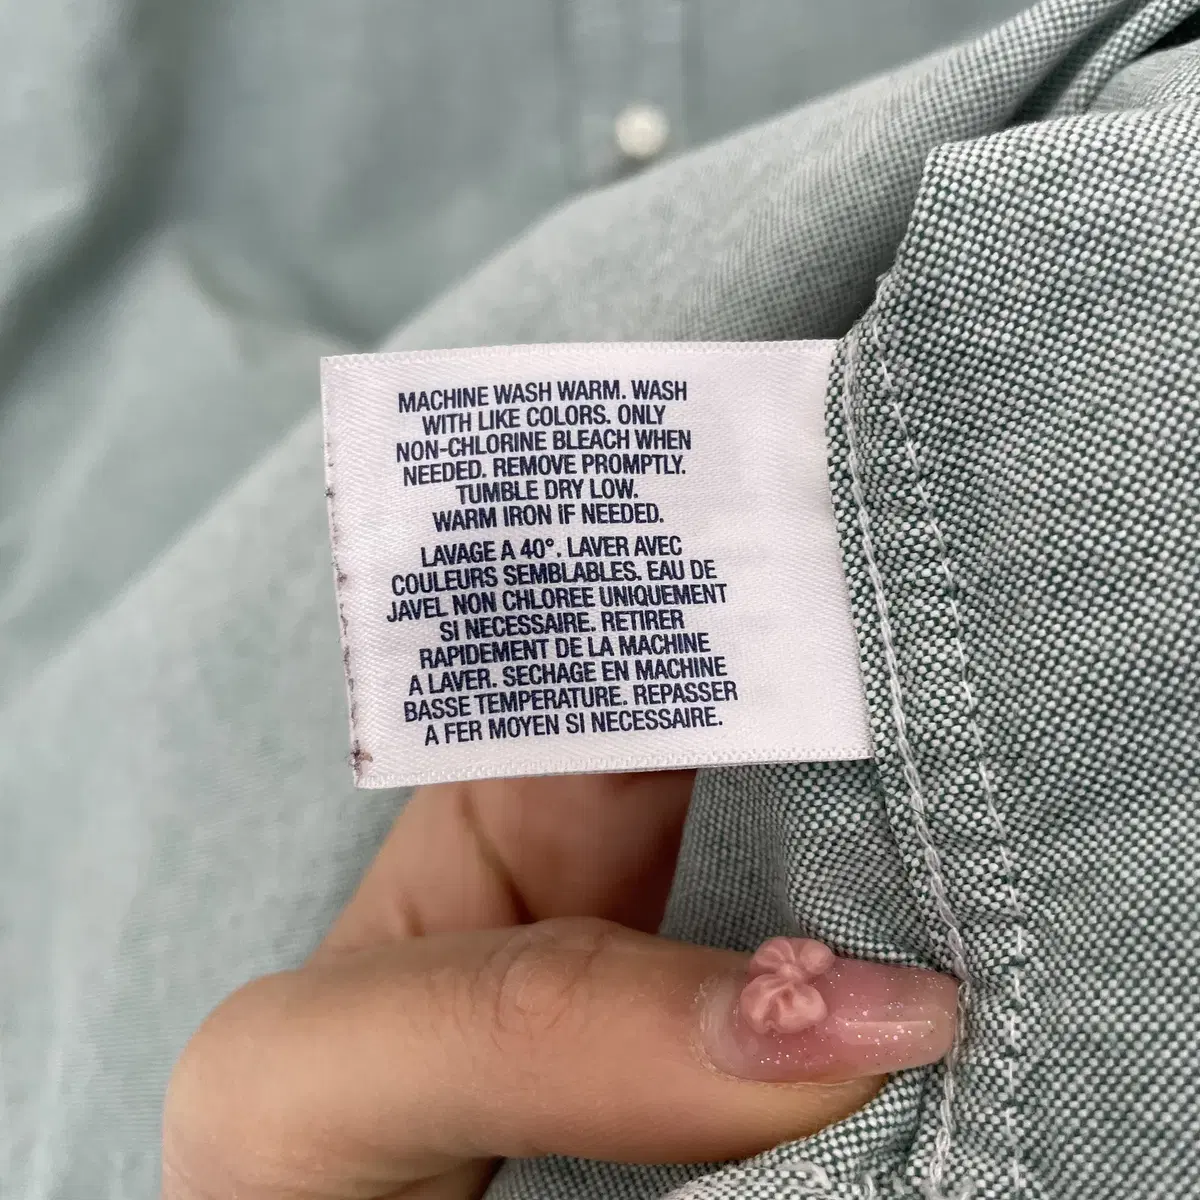 MACHINE WASH WARM. WASH
WITH LIKE COLORS. ONLY
NON-CHLORINE BLEACH WHEN
NEEDED. REMOVE PROMPTLY.
TUMBLE DRY LOW.
WARM IRON IF NEEDED.
LAVAGE A 40°. LAVER AVEC
COULEURS SEMBLABLES. EAU DE
JAVEL NON CHLOREE UNIQUEMENT
SI NECESSAIRE. RETIRER
RAPIDEMENT DE LA MACHINE
A LAVER. SECHAGE EN MACHINE
BASSE TEMPERATURE. REPASSER
A FER MOYEN SI NECESSAIRE.